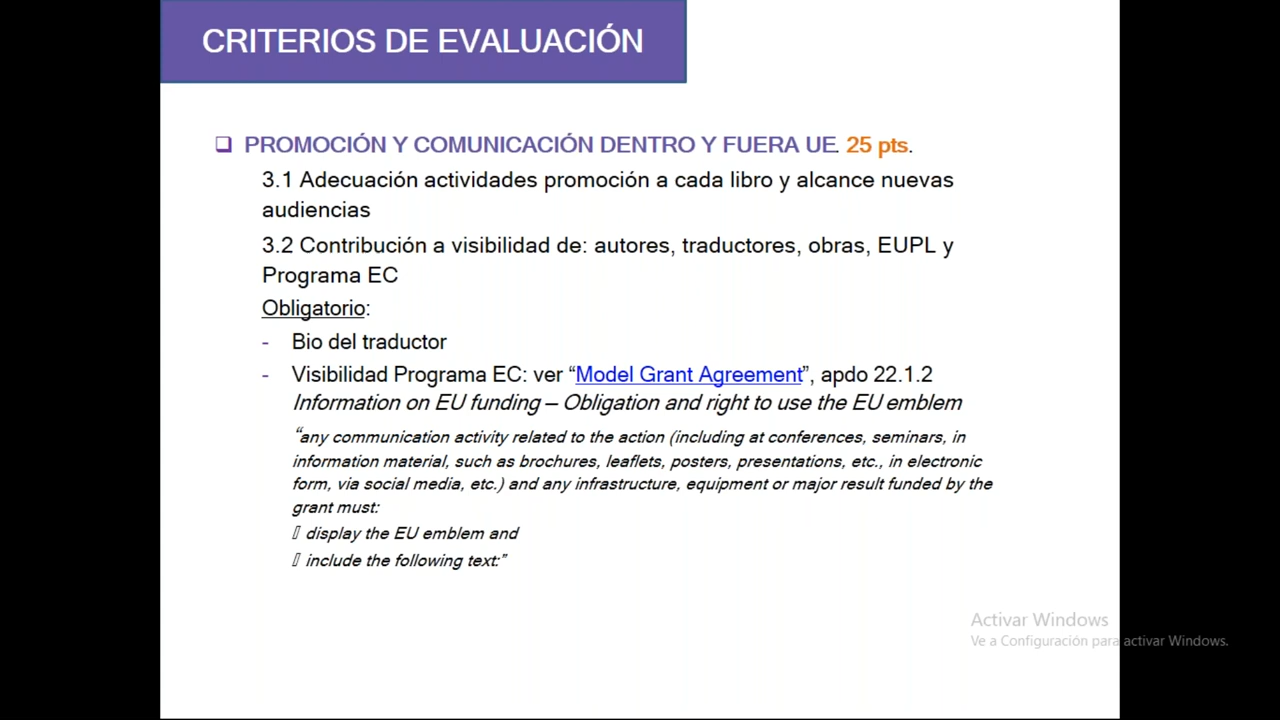 CRITERIOS DE EVALUACIÓN
❑ PROMOCIÓN Y COMUNICACIÓN DENTRO Y FUERA UE. 25 pts.
3.1 Adecuación actividades promoción a cada libro y alcance nuevas
audiencias
3.2 Contribución a visibilidad de: autores, traductores, obras, EUPL y
Programa EC
Obligatorio:
- Bio del traductor
- Visibilidad Programa EC: ver “Model Grant Agreement”, apdo 22.1.2
Information on EU funding – Obligation and right to use the EU emblem
“any communication activity related to the action (including at conferences, seminars, in
information material, such as brochures, leaflets, posters, presentations, etc., in electronic
form, via social media, etc.) and any infrastructure, equipment or major result funded by the
grant must:
▯ display the EU emblem and
▯ include the following text:”
Activar Windows
Ve a Configuración para activar Windows.